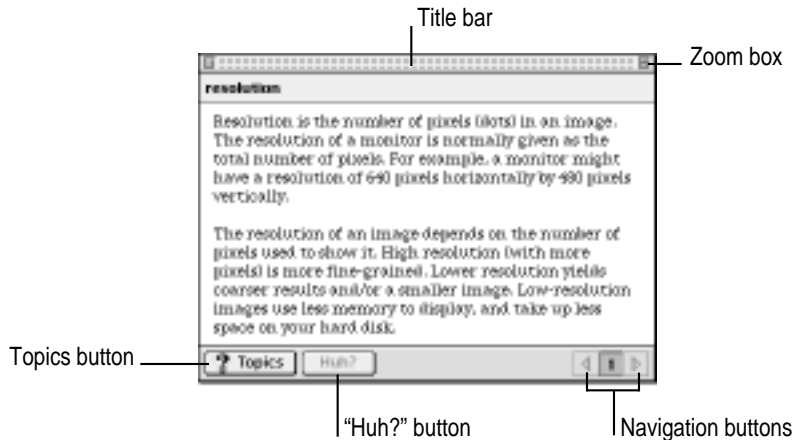 Title bar
Zoom box
resolution
Resolution is the number of pixels (dots) in an image.
The resolution of a monitor is normally given as the
total number of pixels. For example, a monitor might
have a resolution of 640 pixels horizontally by 480 pixels
vertically.
The resolution of an image depends on the number of
pixels used to show it. High resolution (with more
pixels) is more fine-grained. Lower resolution yields
coarser results and/or a smaller image. Low-resolution
images use less memory to display, and take up less
space on your hard disk.
Topics button
? Topics
Huh?
1
“Huh?” button
Navigation buttons